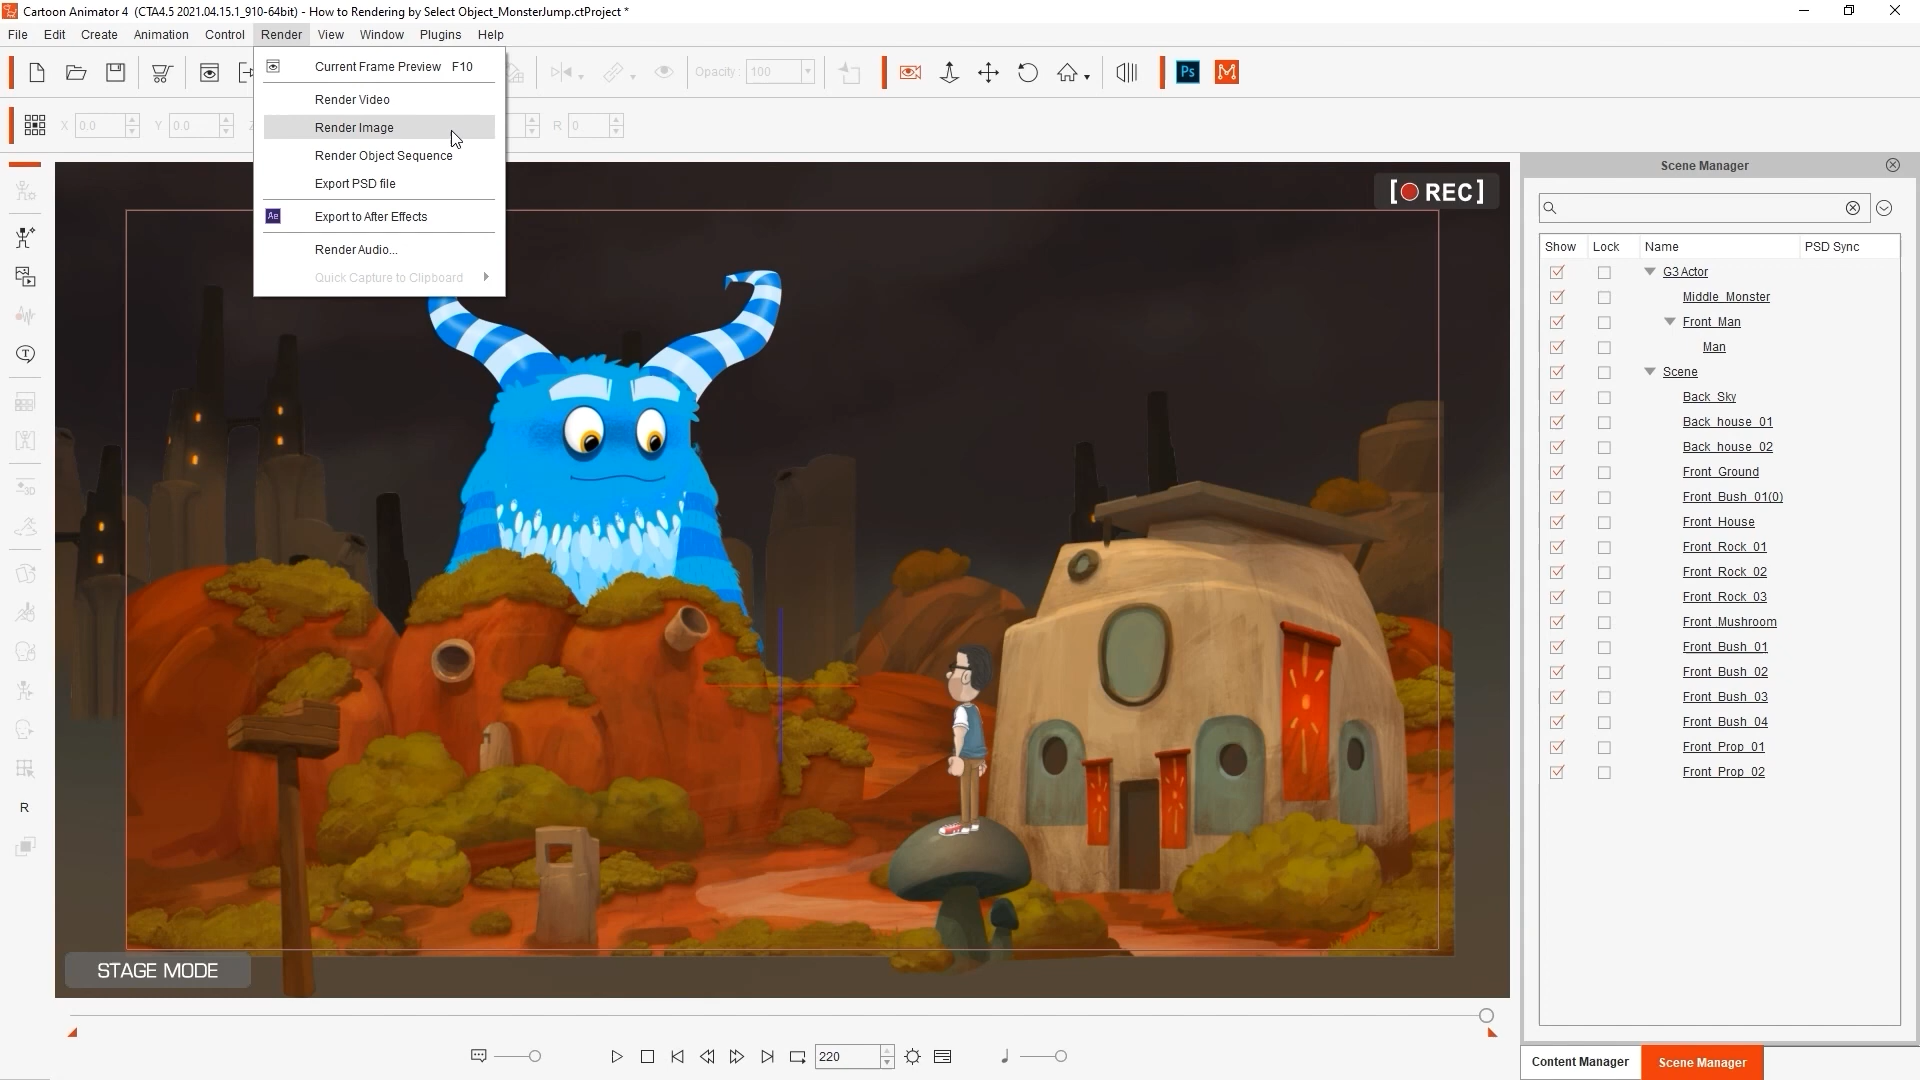 Cartoon Animator 4 (CTA4.5 2021.04.15.1_910-64bit) - How to Rendering by Select Object_MonsterJump.ctProject *
File Edit Create Animation Control Render View Window Plugins Help
Current Frame Preview F10
Render Video
Render Image
Render Object Sequence
Export PSD file
Ae Export to After Effects
Render Audio...
Quick Capture to Clipboard
Opacity: 100
Ps
X 0.0 Y 0.0 R 0
[ REC]
STAGE MODE
R
220
Scene Manager
Show Lock Name PSD Sync
G3 Actor
Middle_Monster
Front_Man
Man
Scene
Back_Sky
Back_house_01
Back_house_02
Front_Ground
Front_Bush_01(0)
Front_House
Front_Rock_01
Front_Rock_02
Front_Rock_03
Front_Mushroom
Front_Bush_01
Front_Bush_02
Front_Bush_03
Front_Bush_04
Front_Prop_01
Front_Prop_02
Content Manager Scene Manager